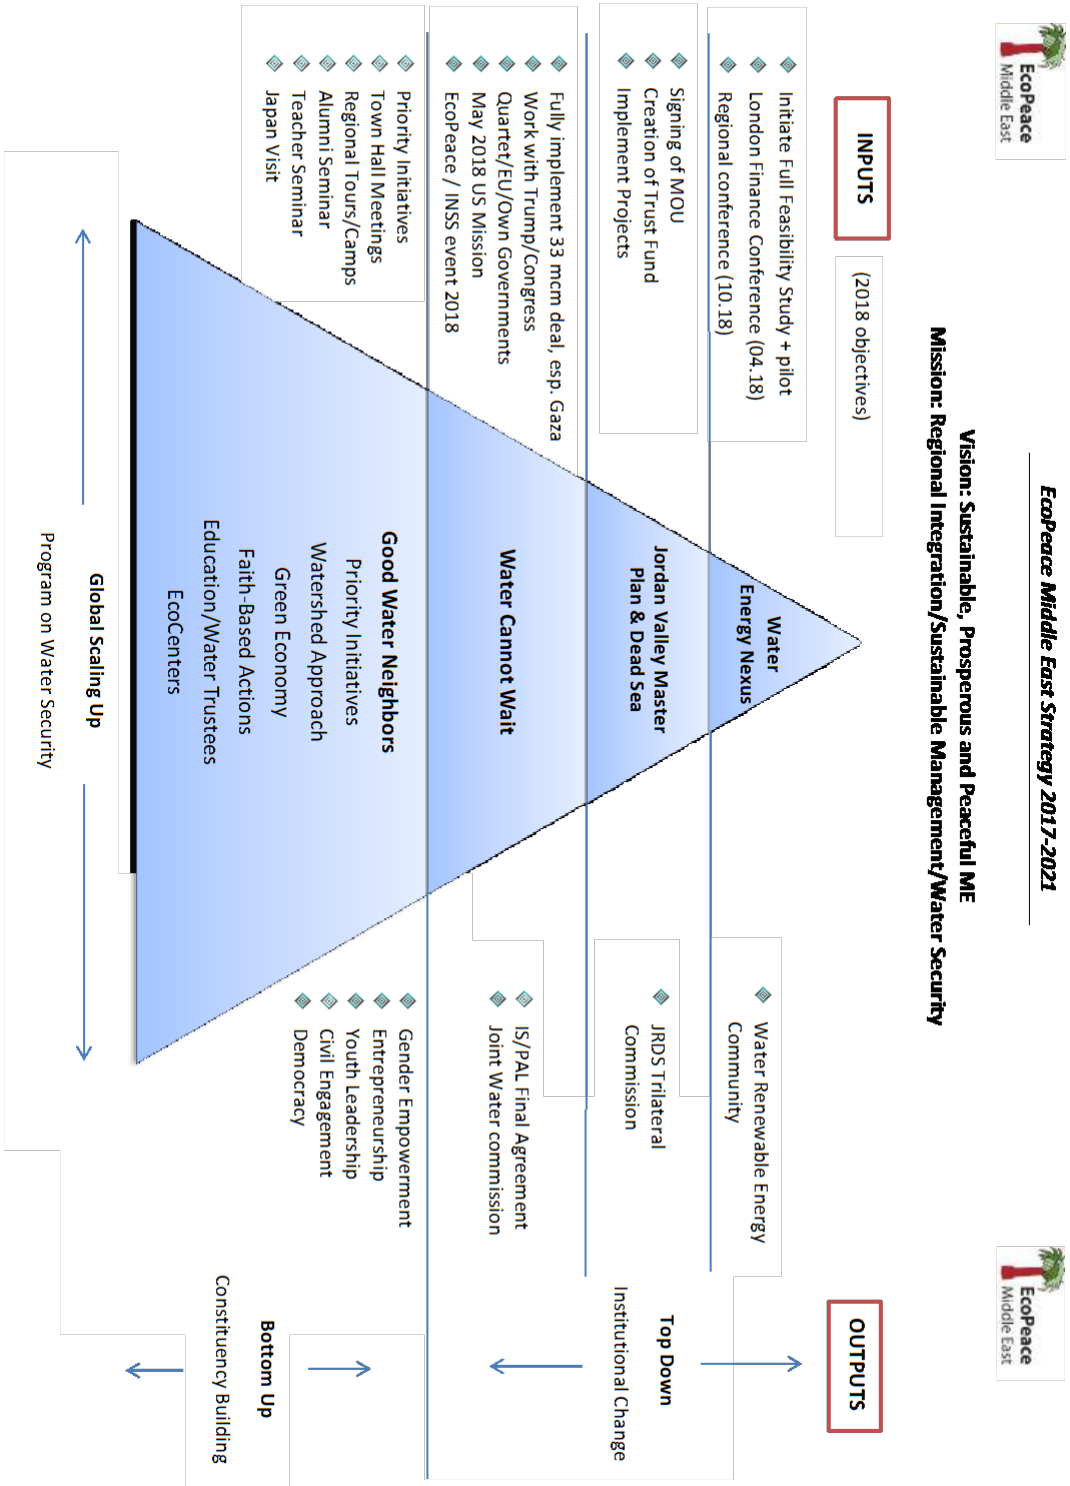 EcoPeace
Middle East
EcoPeace Middle East Strategy 2017-2021
EcoPeace
Middle East
Vision: Sustainable, Prosperous and Peaceful ME
Mission: Regional Integration/Sustainable Management/Water Security
INPUTS
(2018 objectives)
OUTPUTS
Initiate Full Feasibility Study + pilot
London Finance Conference (04.18)
Regional conference (10.18)
Water
Energy Nexus
Water Renewable Energy
Community
Signing of MOU
Creation of Trust Fund
Implement Projects
Jordan Valley Master
Plan & Dead Sea
JRDS Trilateral
Commission
Top Down
Institutional Change
Fully implement 33 mcm deal, esp. Gaza
Work with Trump/Congress
Quartet/EU/Own Governments
May 2018 US Mission
EcoPeace / INSS event 2018
Water Cannot Wait
IS/PAL Final Agreement
Joint Water commission
Priority Initiatives
Town Hall Meetings
Regional Tours/Camps
Alumni Seminar
Teacher Seminar
Japan Visit
Good Water Neighbors
Priority Initiatives
Watershed Approach
Green Economy
Faith-Based Actions
Education/Water Trustees
EcoCenters
Gender Empowerment
Entrepreneurship
Youth Leadership
Civil Engagement
Democracy
Bottom Up
Constituency Building
Global Scaling Up
Program on Water Security